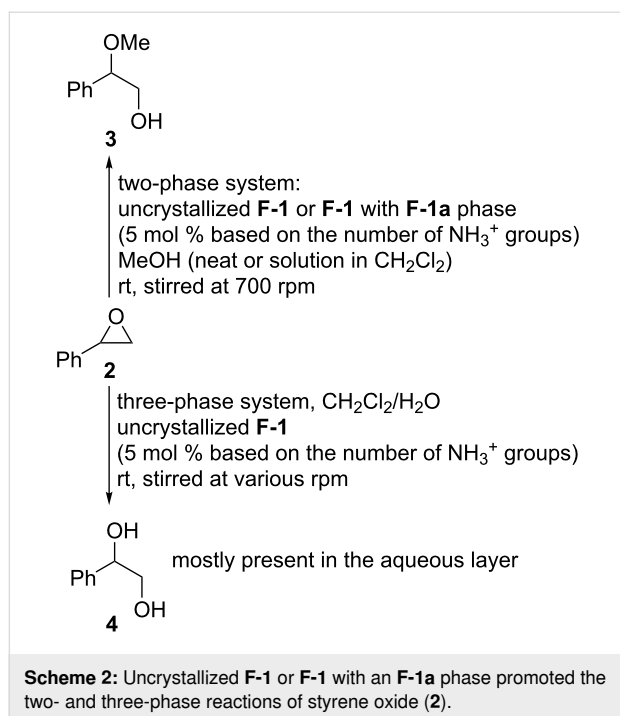 OMe
Ph
OH
3
two-phase system:
uncrystallized F-1 or F-1 with F-1a phase
(5 mol % based on the number of NH₃⁺ groups)
MeOH (neat or solution in CH₂Cl₂)
rt, stirred at 700 rpm
O
Ph
2
three-phase system, CH₂Cl₂/H₂O
uncrystallized F-1
(5 mol % based on the number of NH₃⁺ groups)
rt, stirred at various rpm
OH
Ph
mostly present in the aqueous layer
OH
4
Scheme 2: Uncrystallized F-1 or F-1 with an F-1a phase promoted the
two- and three-phase reactions of styrene oxide (2).